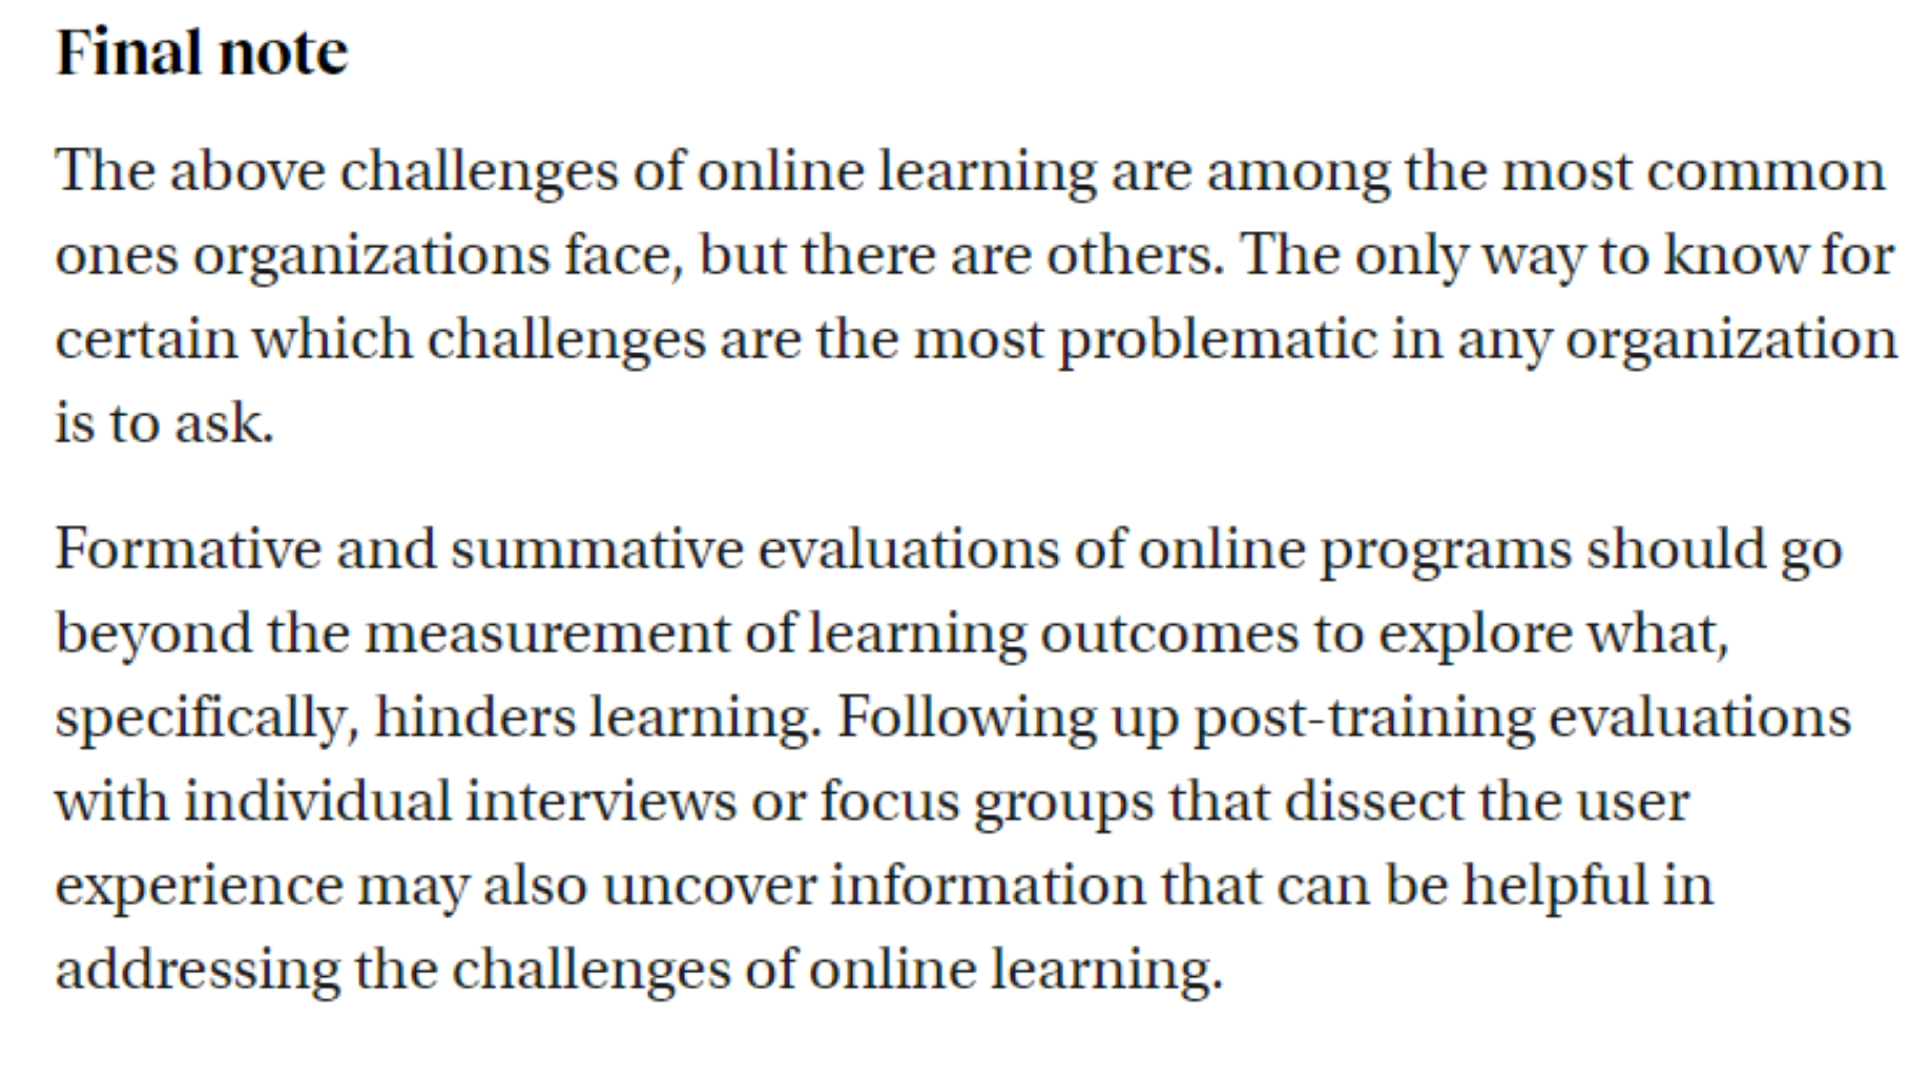 Final note
The above challenges of online learning are among the most common
ones organizations face, but there are others. The only way to know for
certain which challenges are the most problematic in any organization
is to ask.
Formative and summative evaluations of online programs should go
beyond the measurement of learning outcomes to explore what,
specifically, hinders learning. Following up post-training evaluations
with individual interviews or focus groups that dissect the user
experience may also uncover information that can be helpful in
addressing the challenges of online learning.